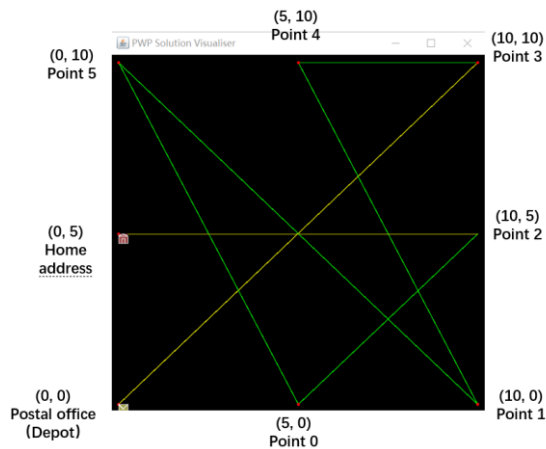 (5, 10)
Point 4
PWP Solution Visualiser
(0, 10)
Point 5
(10, 10)
Point 3
(0, 5)
Home
address
(10, 5)
Point 2
(0, 0)
Postal office
(Depot)
(5, 0)
Point 0
(10, 0)
Point 1